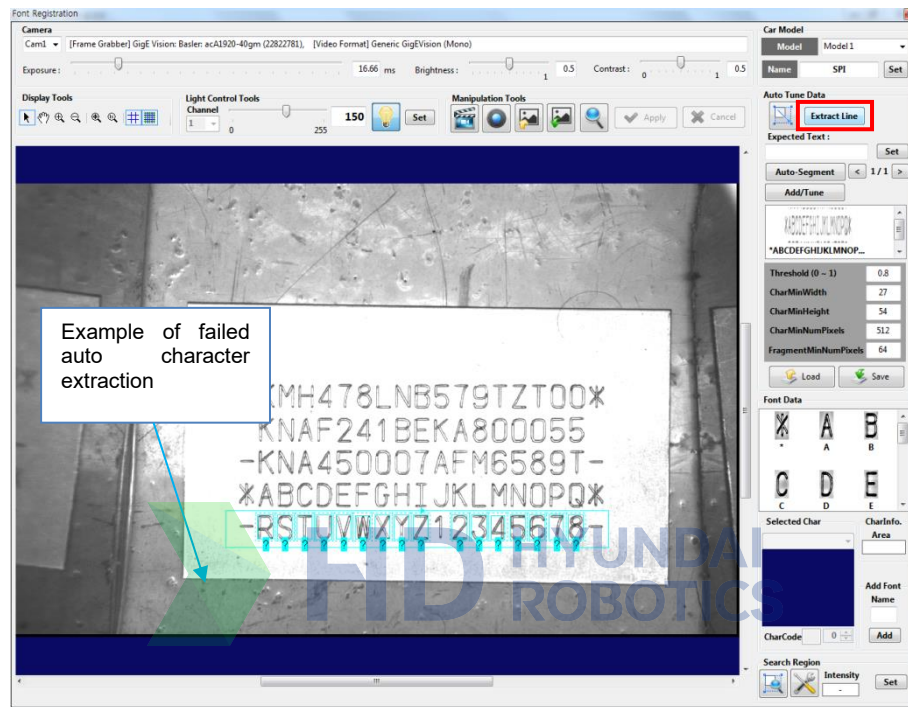 Font Registration
Camera
Cam1 [Frame Grabber] GigE Vision: Basler: acA1920-40gm (22822781), [Video Format] Generic GigEVision (Mono)
Exposure : 16.66 ms Brightness : 1 0.5 Contrast : 0 1 0.5
Display Tools
Light Control Tools
Channel
1 0 255 150 Set
Manipulation Tools
Apply Cancel
Example of failed auto character extraction
MH478LNB579TZT00*
KNAF241BEKA800055
-KNA450007AFM6589T-
*ABCDEFGHIJKLMNOPQ*
-RSTUVWXYZ12345678-
? ? ? ? ? ? ? ? ? ? ? ? ? ? ?
HD HYUNDAI
ROBOTICS
Car Model
Model Model 1
Name SPI Set
Auto Tune Data
Extract Line
Expected Text :
Set
Auto-Segment < 1 / 1 >
Add/Tune
*ABCDEFGHIJKLMNOP...
Threshold (0 ~ 1) 0.8
CharMinWidth 27
CharMinHeight 54
CharMinNumPixels 512
FragmentMinNumPixels 64
Load Save
Font Data
* A B
C D E
Selected Char CharInfo.
Area
Add Font
Name
CharCode 0 Add
Search Region
Intensity
- Set